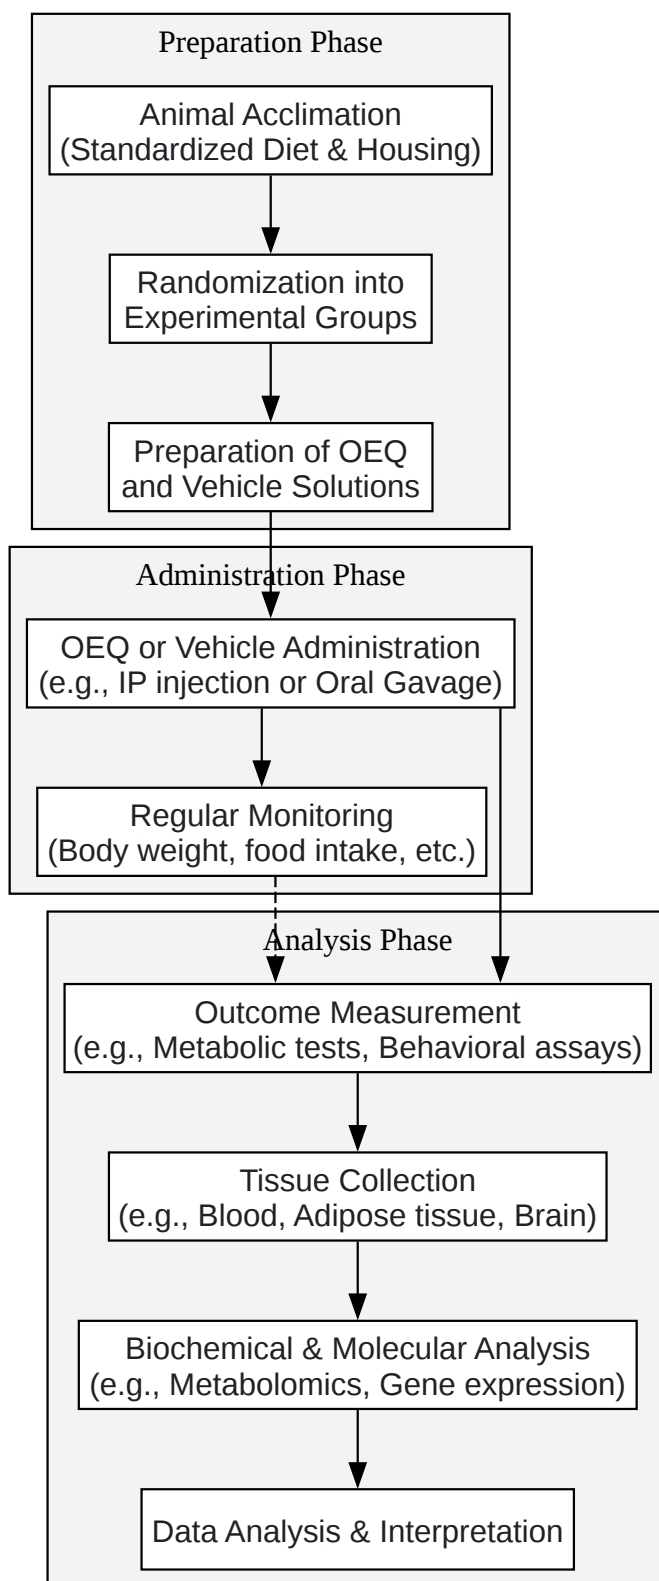 Preparation Phase
Animal Acclimation
(Standardized Diet & Housing)
Randomization into
Experimental Groups
Preparation of OEQ
and Vehicle Solutions
Administration Phase
OEQ or Vehicle Administration
(e.g., IP injection or Oral Gavage)
Regular Monitoring
(Body weight, food intake, etc.)
Analysis Phase
Outcome Measurement
(e.g., Metabolic tests, Behavioral assays)
Tissue Collection
(e.g., Blood, Adipose tissue, Brain)
Biochemical & Molecular Analysis
(e.g., Metabolomics, Gene expression)
Data Analysis & Interpretation